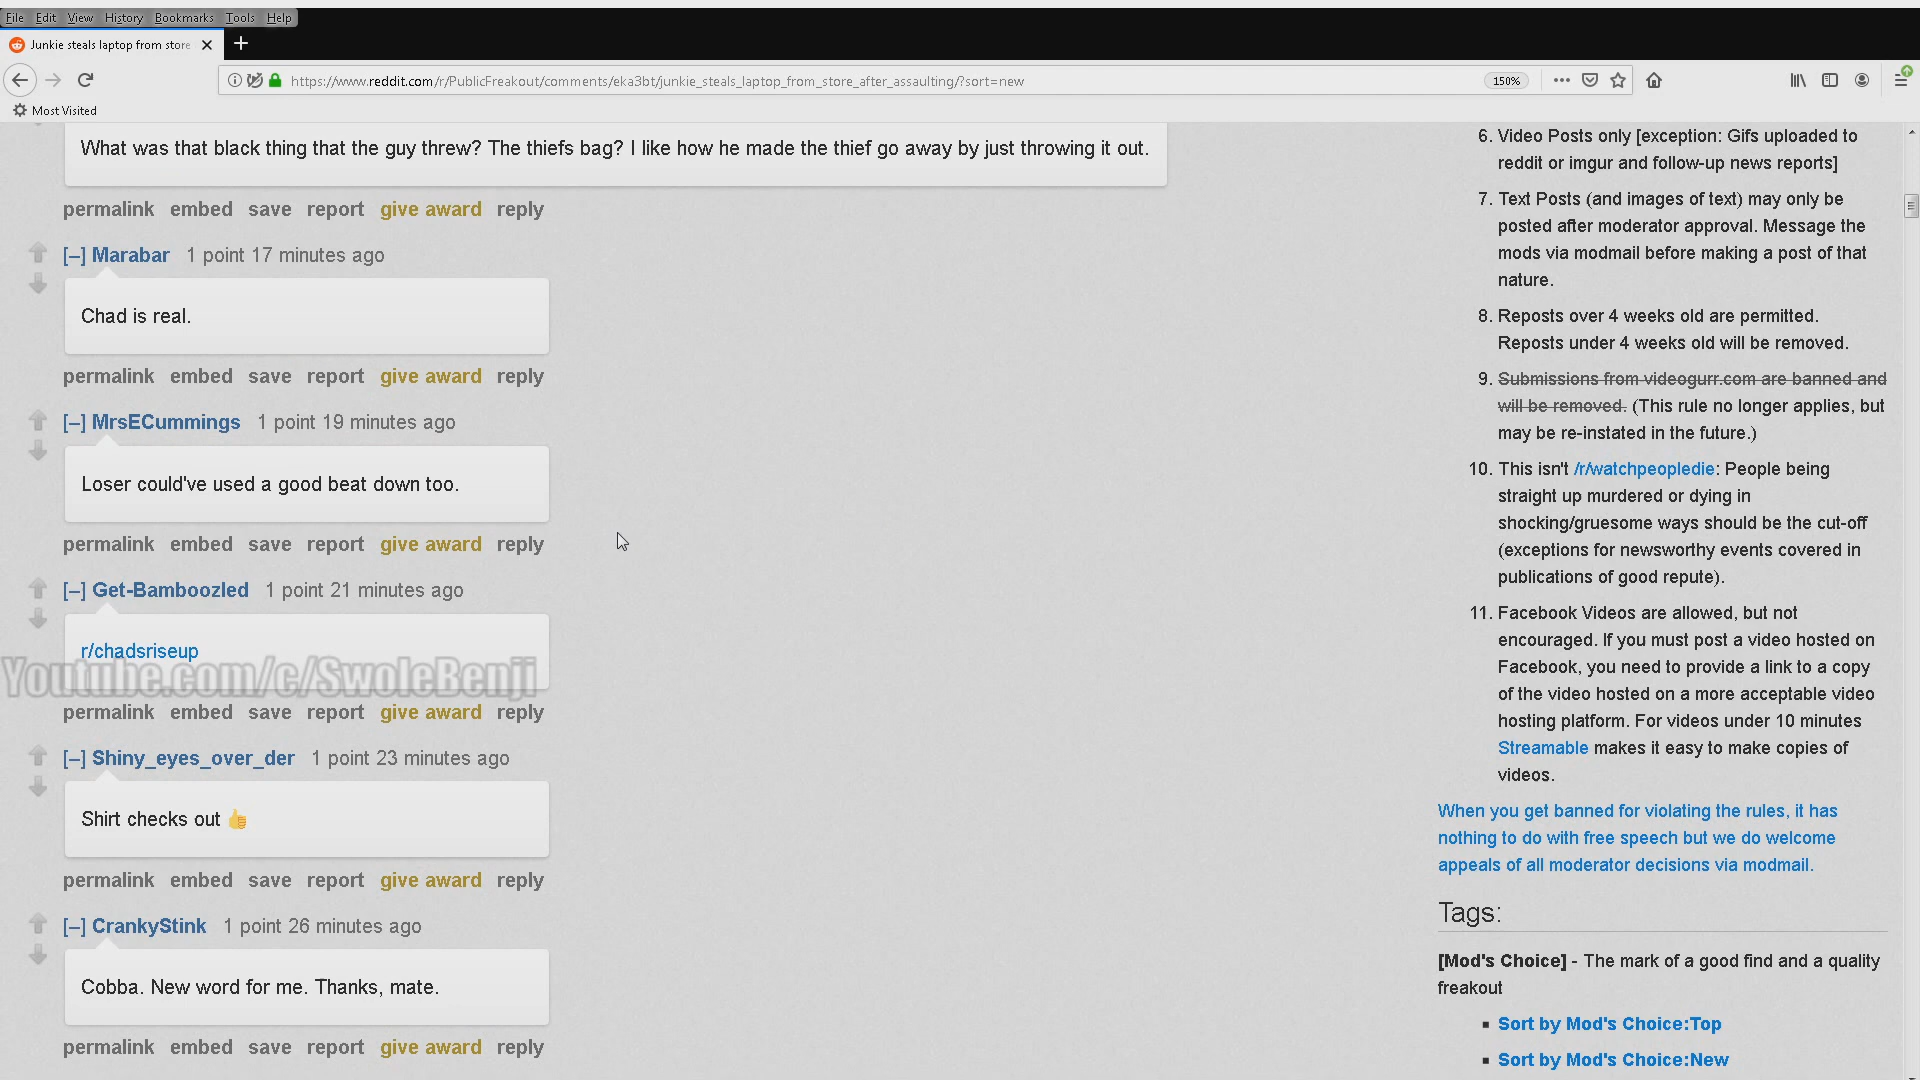 File Edit View History Bookmarks Tools Help
Junkie steals laptop from store
https://www.reddit.com/r/PublicFreakout/comments/eka3bt/junkie_steals_laptop_from_store_after_assaulting/?sort=new
150%
Most Visited
What was that black thing that the guy threw? The thiefs bag? I like how he made the thief go away by just throwing it out.
permalink embed save report give award reply
[–] Marabar 1 point 17 minutes ago
Chad is real.
permalink embed save report give award reply
[–] MrsECummings 1 point 19 minutes ago
Loser could've used a good beat down too.
permalink embed save report give award reply
[–] Get-Bamboozled 1 point 21 minutes ago
r/chadsriseup
Youtube.com/c/SwoleBenji
permalink embed save report give award reply
[–] Shiny_eyes_over_der 1 point 23 minutes ago
Shirt checks out 👍
permalink embed save report give award reply
[–] CrankyStink 1 point 26 minutes ago
Cobba. New word for me. Thanks, mate.
permalink embed save report give award reply
6. Video Posts only [exception: Gifs uploaded to
reddit or imgur and follow-up news reports]
7. Text Posts (and images of text) may only be
posted after moderator approval. Message the
mods via modmail before making a post of that
nature.
8. Reposts over 4 weeks old are permitted.
Reposts under 4 weeks old will be removed.
9. Submissions from videogurr.com are banned and
will be removed. (This rule no longer applies, but
may be re-instated in the future.)
10. This isn't /r/watchpeopledie: People being
straight up murdered or dying in
shocking/gruesome ways should be the cut-off
(exceptions for newsworthy events covered in
publications of good repute).
11. Facebook Videos are allowed, but not
encouraged. If you must post a video hosted on
Facebook, you need to provide a link to a copy
of the video hosted on a more acceptable video
hosting platform. For videos under 10 minutes
Streamable makes it easy to make copies of
videos.
When you get banned for violating the rules, it has
nothing to do with free speech but we do welcome
appeals of all moderator decisions via modmail.
Tags:
[Mod's Choice] - The mark of a good find and a quality
freakout
▪ Sort by Mod's Choice:Top
▪ Sort by Mod's Choice:New